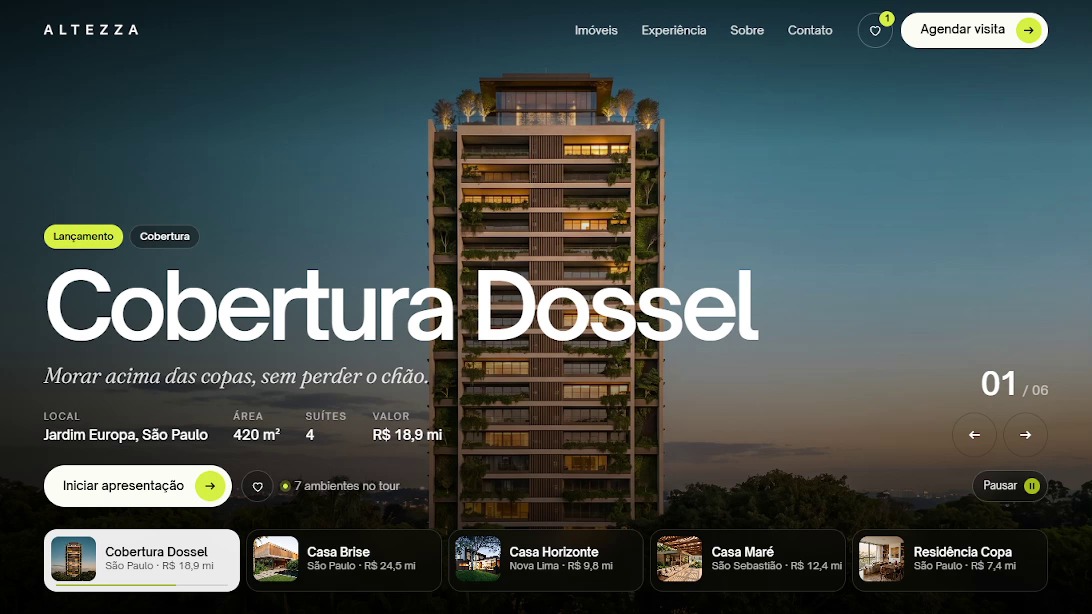 ALTEZZA
Imóveis
Experiência
Sobre
Contato
1
Agendar visita
Lançamento
Cobertura
Cobertura Dossel
Morar acima das copas, sem perder o chão.
LOCAL
Jardim Europa, São Paulo
ÁREA
420 m²
SUÍTES
4
VALOR
R$ 18,9 mi
01 / 06
Iniciar apresentação
7 ambientes no tour
Pausar
Cobertura Dossel
São Paulo · R$ 18,9 mi
Casa Brise
São Paulo · R$ 24,5 mi
Casa Horizonte
Nova Lima · R$ 9,8 mi
Casa Maré
São Sebastião · R$ 12,4 mi
Residência Copa
São Paulo · R$ 7,4 mi